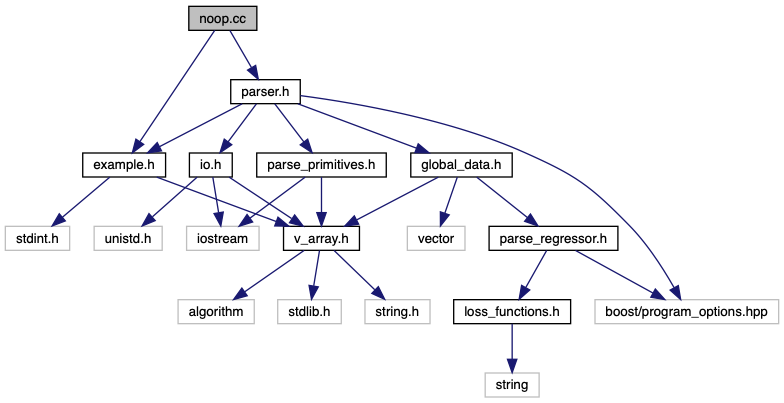 noop.cc
parser.h
example.h
io.h
parse_primitives.h
global_data.h
stdint.h
unistd.h
iostream
v_array.h
vector
parse_regressor.h
algorithm
stdlib.h
string.h
loss_functions.h
boost/program_options.hpp
string